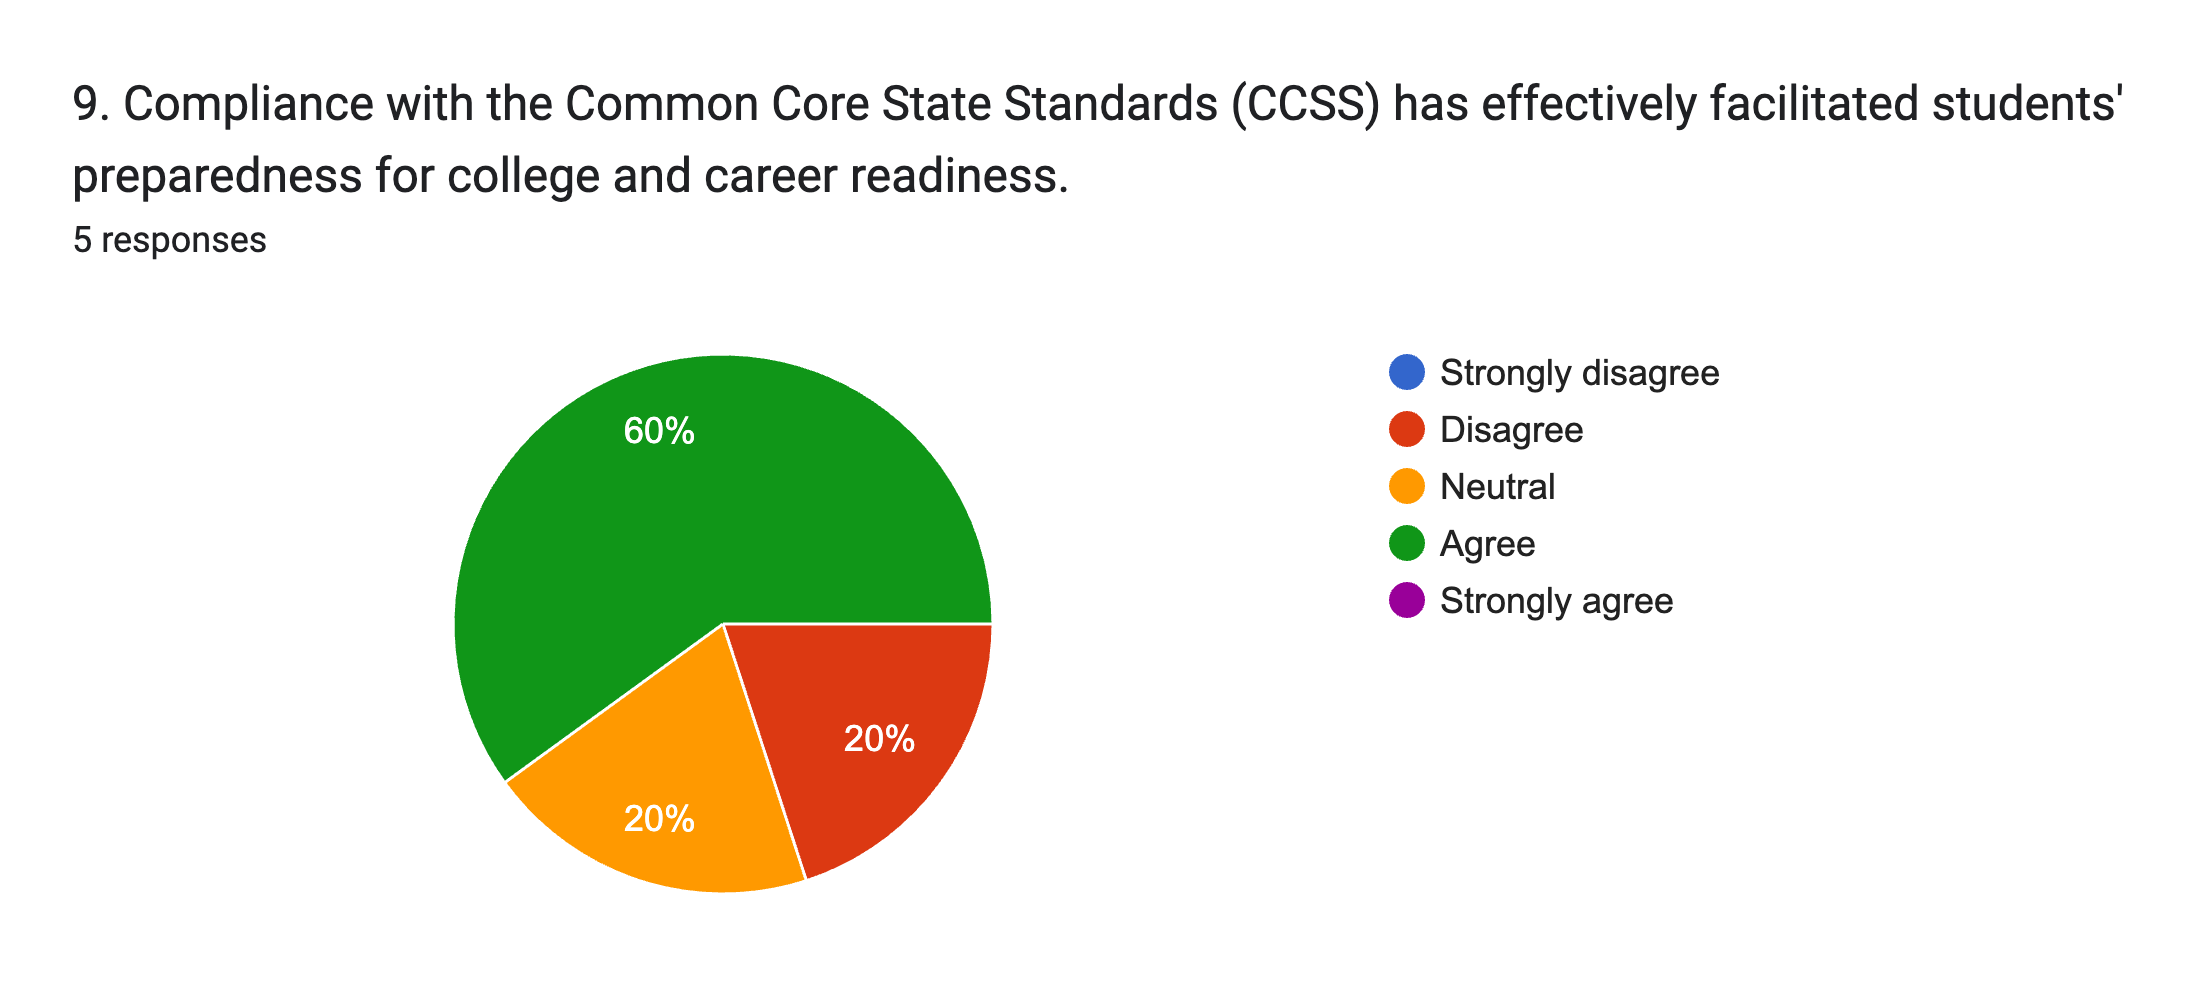 9. Compliance with the Common Core State Standards (CCSS) has effectively facilitated students'
preparedness for college and career readiness.
5 responses
60%
20%
20%
Strongly disagree
Disagree
Neutral
Agree
Strongly agree